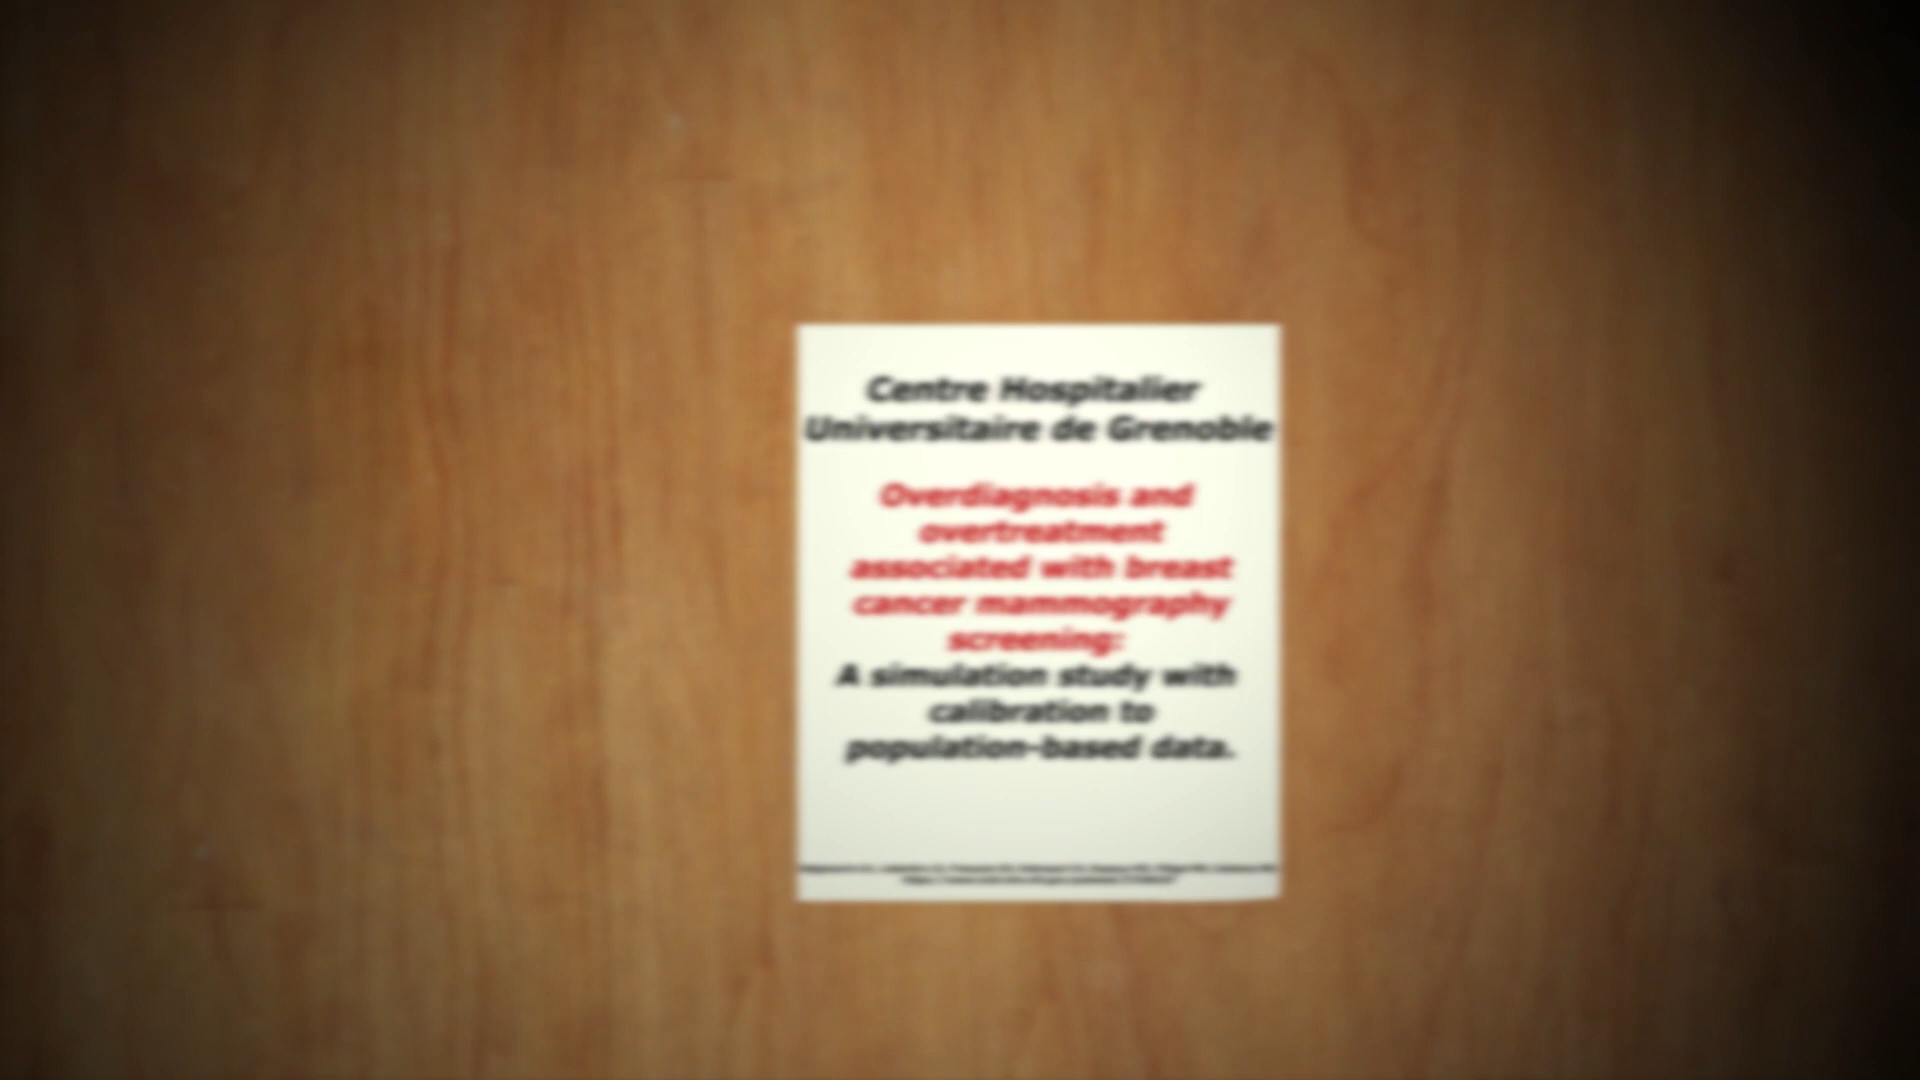 Centre Hospitalier
Universitaire de Grenoble
Overdiagnosis and
overtreatment
associated with breast
cancer mammography
screening:
A simulation study with
calibration to
population-based data.